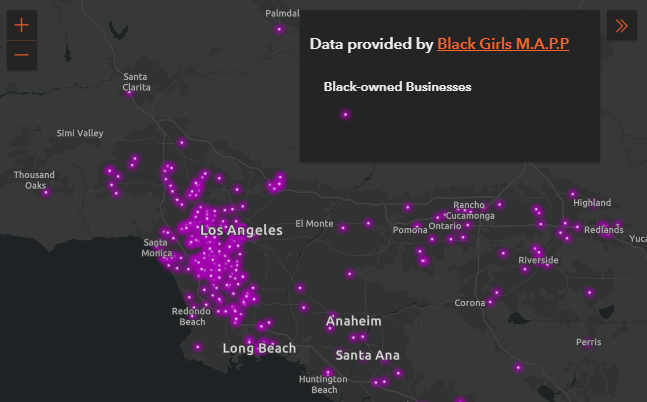 +
−
Data provided by Black Girls M.A.P.P
Black-owned Businesses
Palmdal
Santa
Clarita
Simi Valley
Thousand
Oaks
Los Angeles
Santa
Monica
El Monte
Pomona
Ontario
Rancho
Cucamonga
Highland
Redlands
Yuca
Riverside
Redondo
Beach
Corona
Anaheim
Long Beach
Santa Ana
Perris
Huntington
Beach